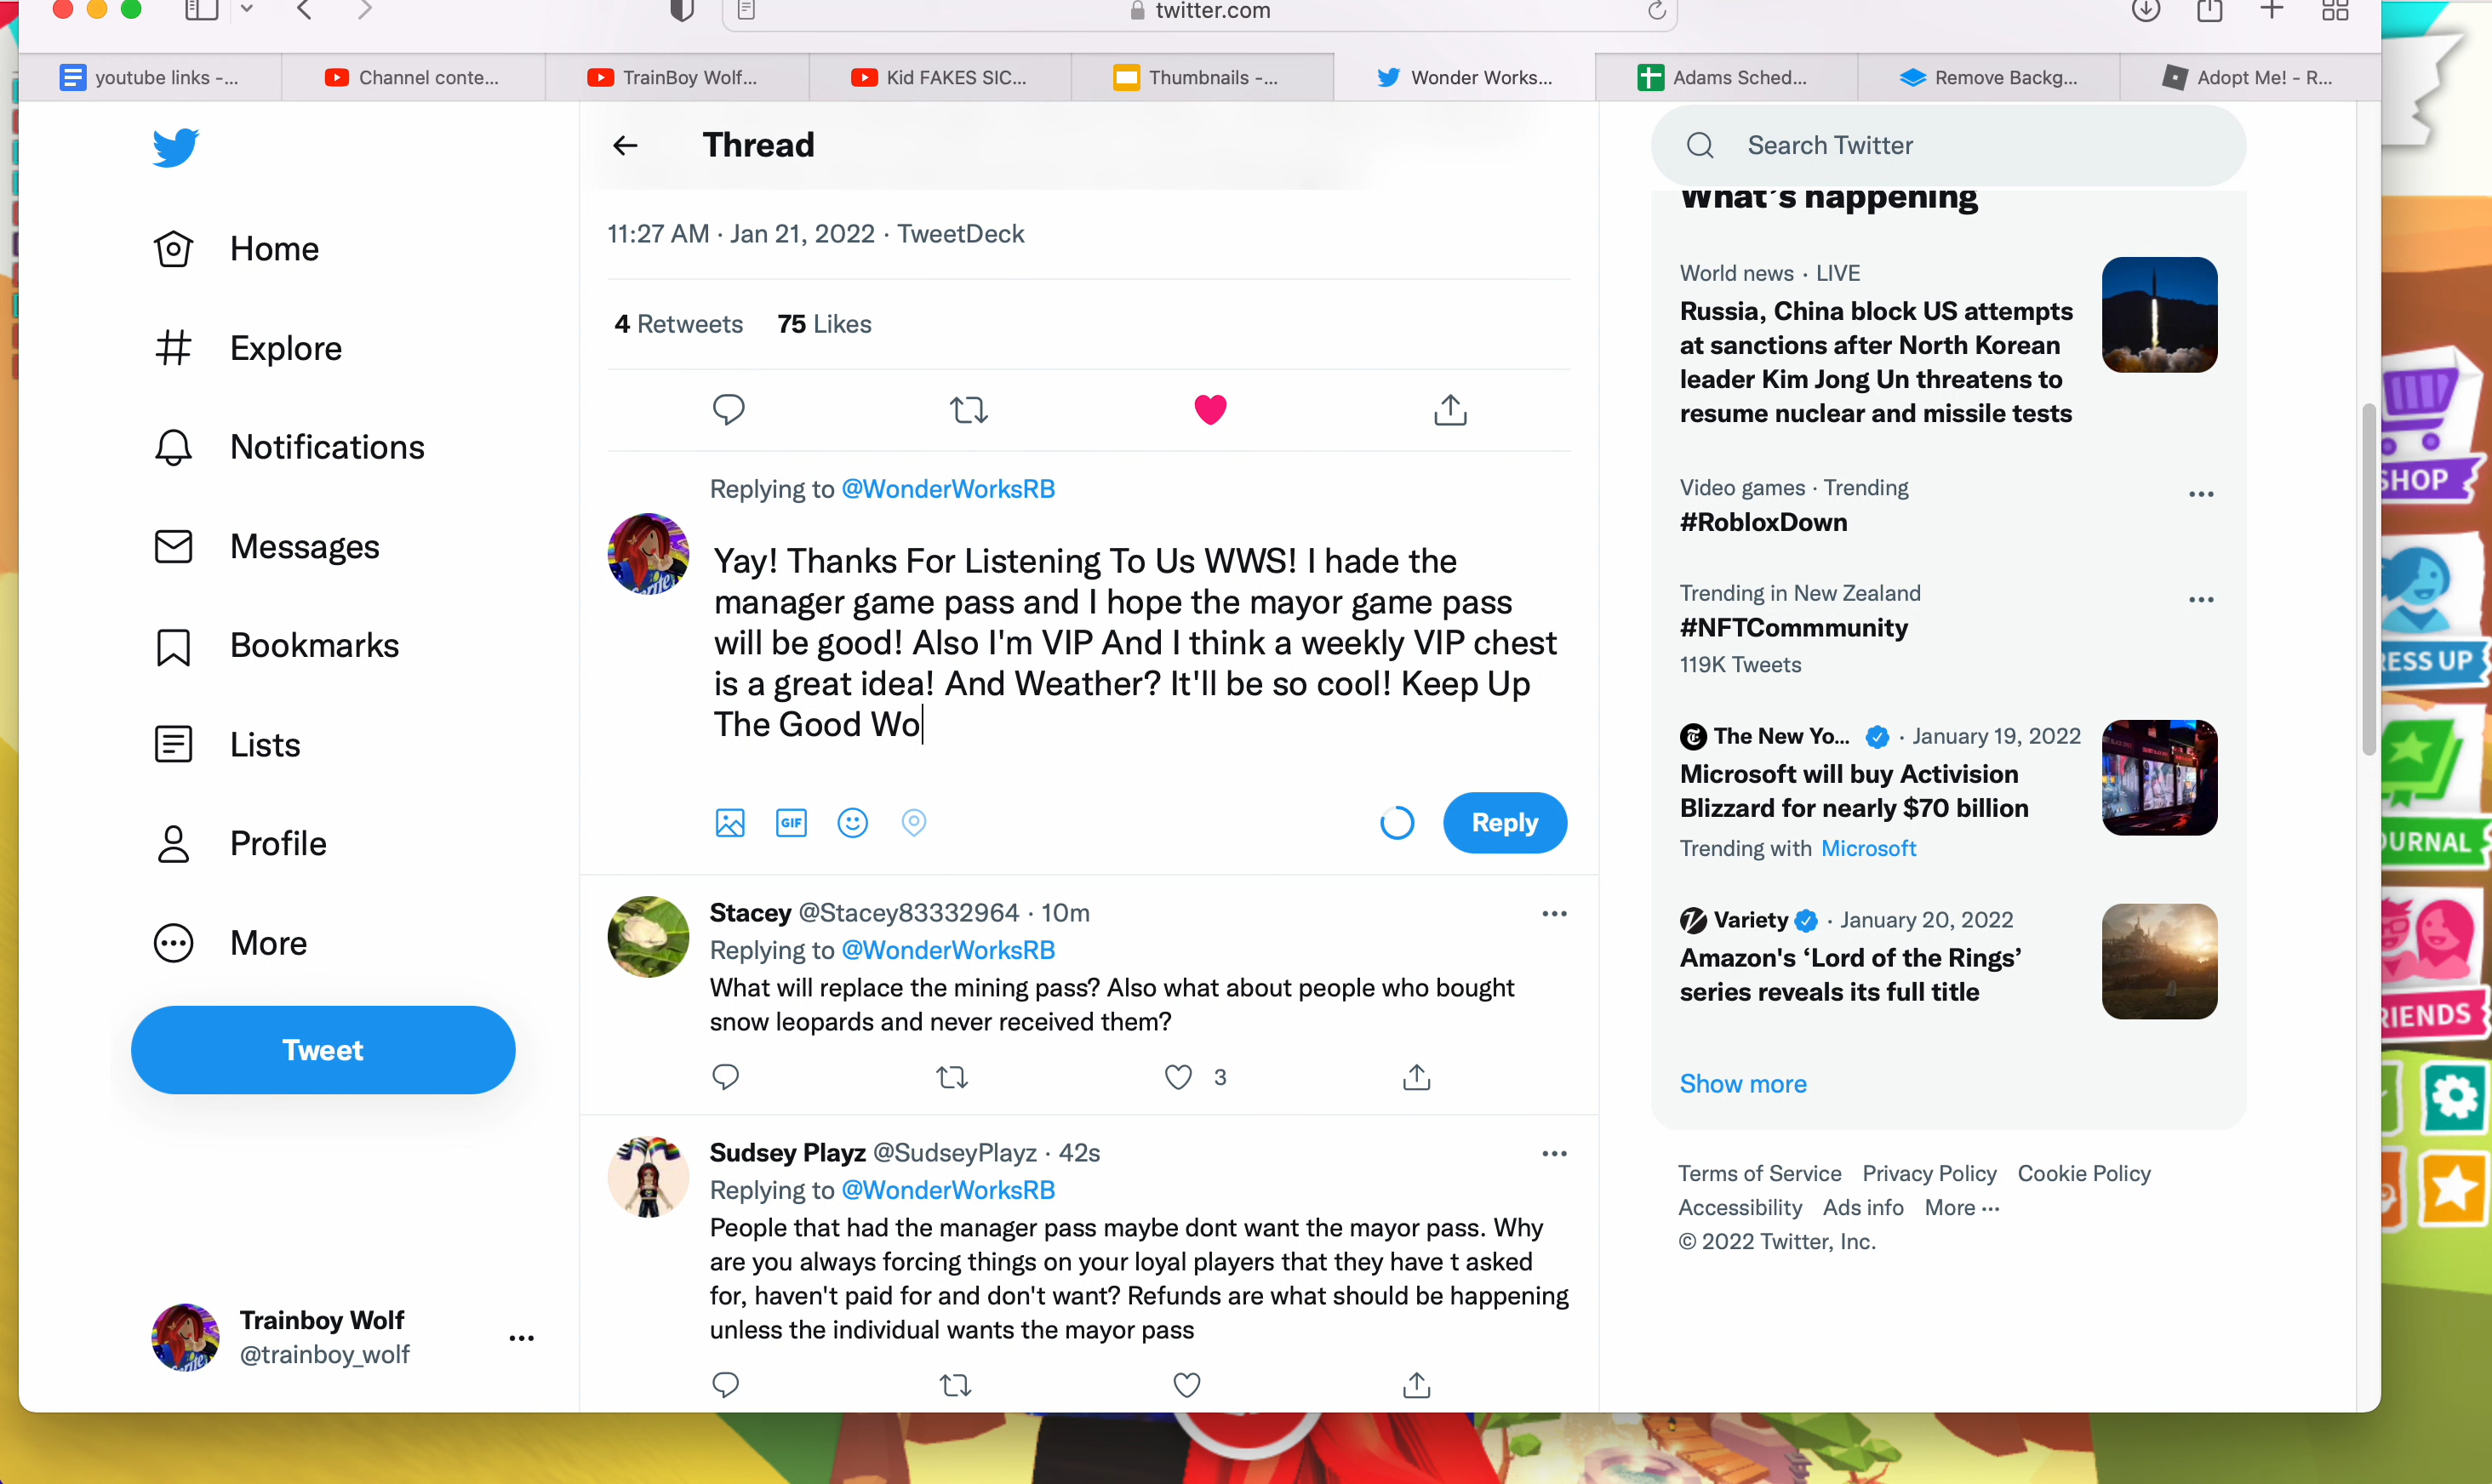 twitter.com
youtube links -...
Channel conte...
TrainBoy Wolf...
Kid FAKES SIC...
Thumbnails -...
Wonder Works...
Adams Sched...
Remove Backg...
Adopt Me! - R...
Home
Explore
Notifications
Messages
Bookmarks
Lists
Profile
More
Tweet
Trainboy Wolf
@trainboy_wolf
Thread
11:27 AM · Jan 21, 2022 · TweetDeck
4 Retweets 75 Likes
Replying to @WonderWorksRB
Yay! Thanks For Listening To Us WWS! I hade the
manager game pass and I hope the mayor game pass
will be good! Also I'm VIP And I think a weekly VIP chest
is a great idea! And Weather? It'll be so cool! Keep Up
The Good Wo
GIF
Reply
Stacey @Stacey83332964 · 10m
Replying to @WonderWorksRB
What will replace the mining pass? Also what about people who bought
snow leopards and never received them?
3
Sudsey Playz @SudseyPlayz · 42s
Replying to @WonderWorksRB
People that had the manager pass maybe dont want the mayor pass. Why
are you always forcing things on your loyal players that they have t asked
for, haven't paid for and don't want? Refunds are what should be happening
unless the individual wants the mayor pass
Search Twitter
What's happening
World news · LIVE
Russia, China block US attempts
at sanctions after North Korean
leader Kim Jong Un threatens to
resume nuclear and missile tests
Video games · Trending
#RobloxDown
Trending in New Zealand
#NFTCommmunity
119K Tweets
The New Yo... · January 19, 2022
Microsoft will buy Activision
Blizzard for nearly $70 billion
Trending with Microsoft
Variety · January 20, 2022
Amazon's ‘Lord of the Rings’
series reveals its full title
Show more
Terms of Service Privacy Policy Cookie Policy
Accessibility Ads info More ...
© 2022 Twitter, Inc.
SHOP
RESS UP
OURNAL
RIENDS